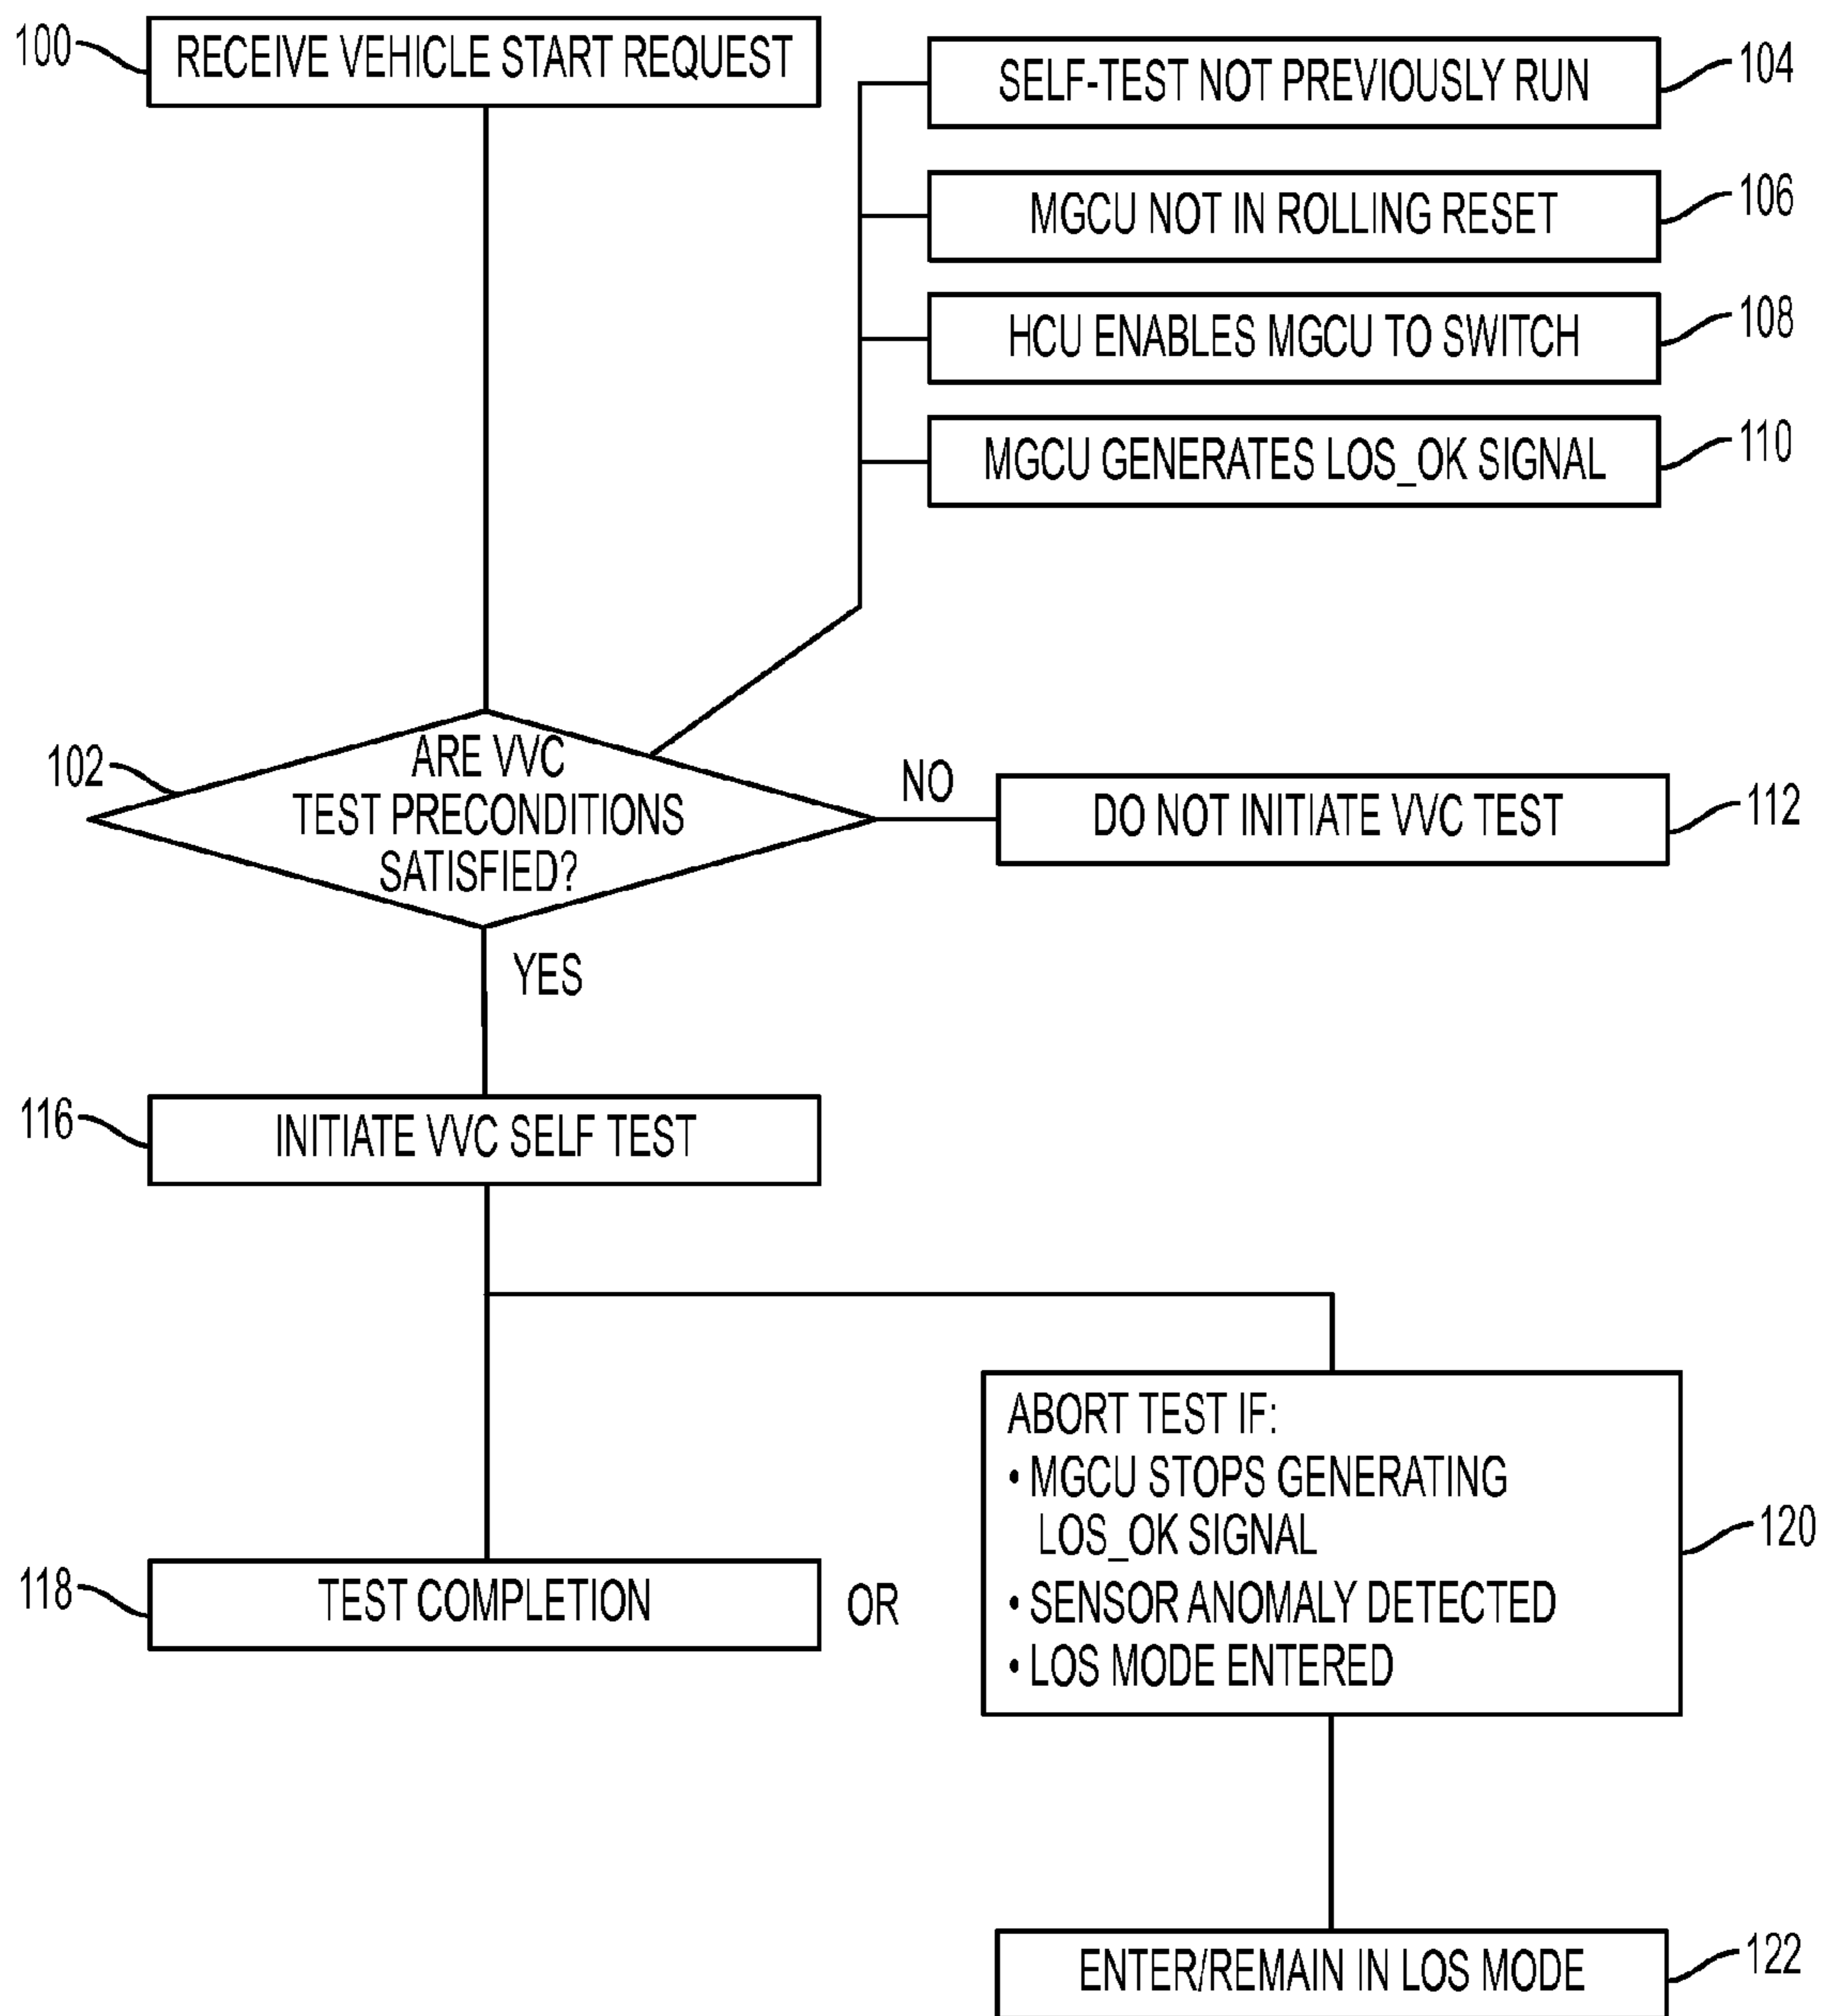 100
RECEIVE VEHICLE START REQUEST
SELF-TEST NOT PREVIOUSLY RUN
104
MGCU NOT IN ROLLING RESET
106
HCU ENABLES MGCU TO SWITCH
108
MGCU GENERATES LOS_OK SIGNAL
110
102
ARE VVC
TEST PRECONDITIONS
SATISFIED?
NO
DO NOT INITIATE VVC TEST
112
YES
116
INITIATE VVC SELF TEST
118
TEST COMPLETION
OR
ABORT TEST IF:
• MGCU STOPS GENERATING
LOS_OK SIGNAL
• SENSOR ANOMALY DETECTED
• LOS MODE ENTERED
120
ENTER/REMAIN IN LOS MODE
122